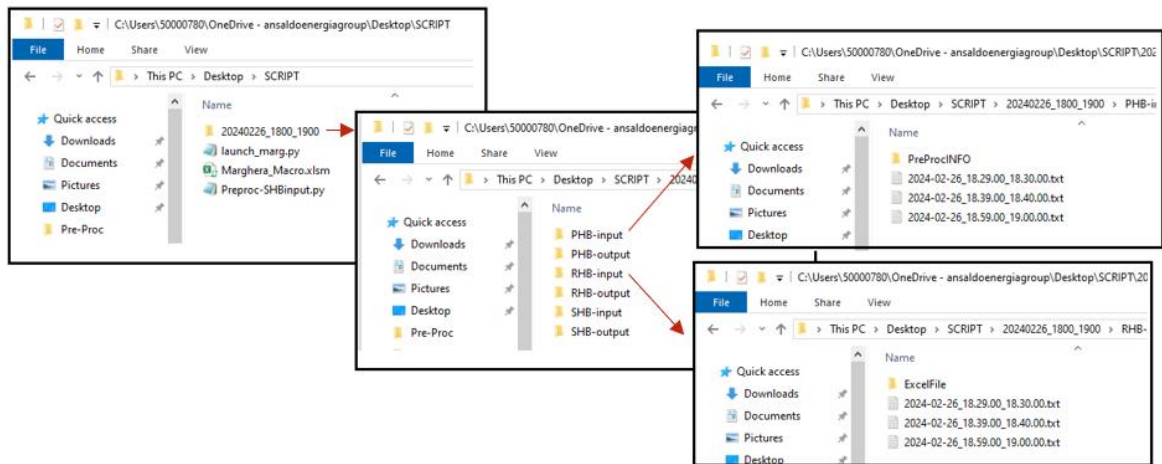 C:\Users\50000780\OneDrive - ansaldoenergiagroup\Desktop\SCRIPT
File Home Share View
This PC > Desktop > SCRIPT
Name
Quick access
Downloads
Documents
Pictures
Desktop
Pre-Proc
20240226_1800_1900
launch_marg.py
Marghera_Macro.xlsm
Preproc-SHBinput.py
C:\Users\50000780\OneDrive - ansaldoenergiagr
File Home Share View
This PC > Desktop > SCRIPT > 20240
Name
Quick access
Downloads
Documents
Pictures
Desktop
Pre-Proc
PHB-input
PHB-output
RHB-input
RHB-output
SHB-input
SHB-output
C:\Users\50000780\OneDrive - ansaldoenergiagroup\Desktop\SCRIPT\202
File Home Share View
This PC > Desktop > SCRIPT > 20240226_1800_1900 > PHB-i
Name
Quick access
Downloads
Documents
Pictures
Desktop
PreProcINFO
2024-02-26_18.29.00_18.30.00.txt
2024-02-26_18.39.00_18.40.00.txt
2024-02-26_18.59.00_19.00.00.txt
C:\Users\50000780\OneDrive - ansaldoenergiagroup\Desktop\SCRIPT\20
File Home Share View
This PC > Desktop > SCRIPT > 20240226_1800_1900 > RHB-
Name
Quick access
Downloads
Documents
Pictures
Desktop
ExcelFile
2024-02-26_18.29.00_18.30.00.txt
2024-02-26_18.39.00_18.40.00.txt
2024-02-26_18.59.00_19.00.00.txt